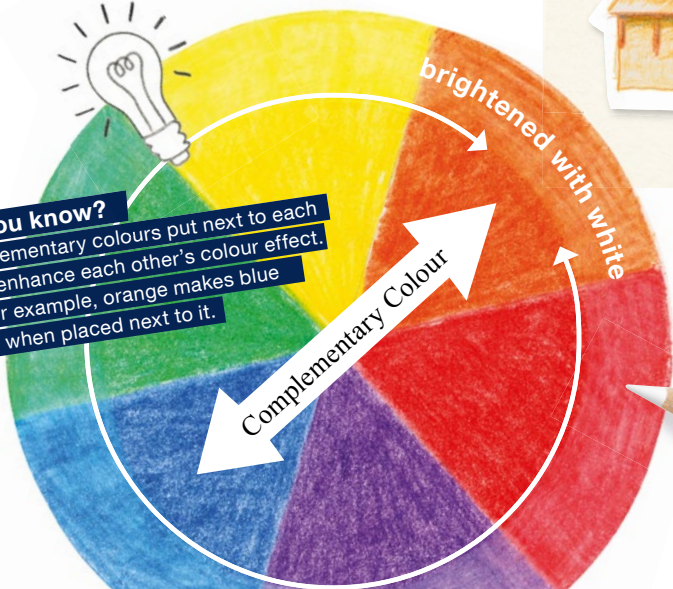 brightened with white
ou know?
ementary colours put next to each
enhance each other's colour effect.
r example, orange makes blue
when placed next to it.
Complementary Colour